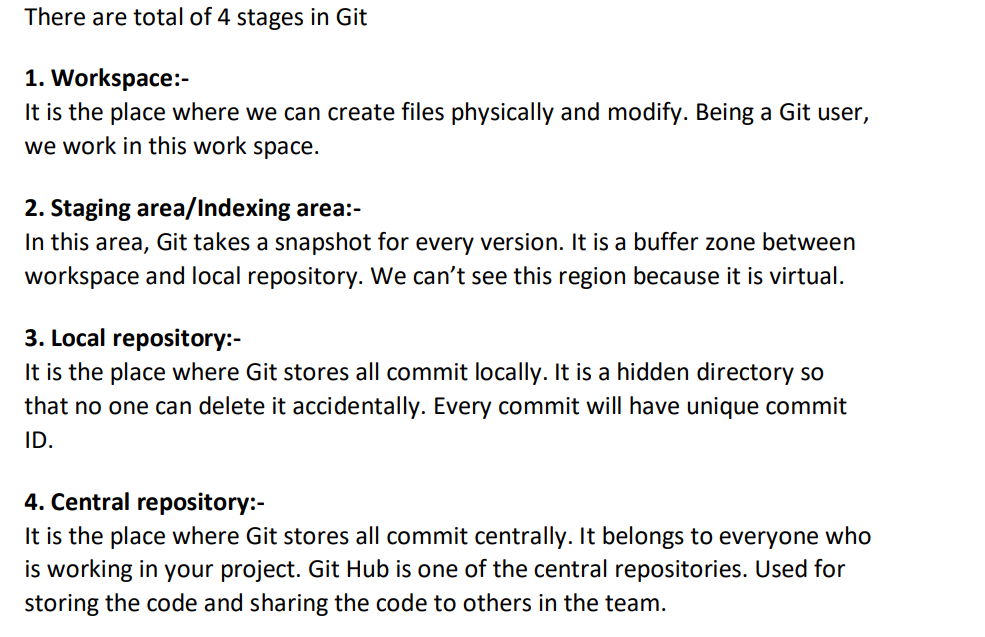 There are total of 4 stages in Git
1. Workspace:-
It is the place where we can create files physically and modify. Being a Git user,
we work in this work space.
2. Staging area/Indexing area:-
In this area, Git takes a snapshot for every version. It is a buffer zone between
workspace and local repository. We can’t see this region because it is virtual.
3. Local repository:-
It is the place where Git stores all commit locally. It is a hidden directory so
that no one can delete it accidentally. Every commit will have unique commit
ID.
4. Central repository:-
It is the place where Git stores all commit centrally. It belongs to everyone who
is working in your project. Git Hub is one of the central repositories. Used for
storing the code and sharing the code to others in the team.